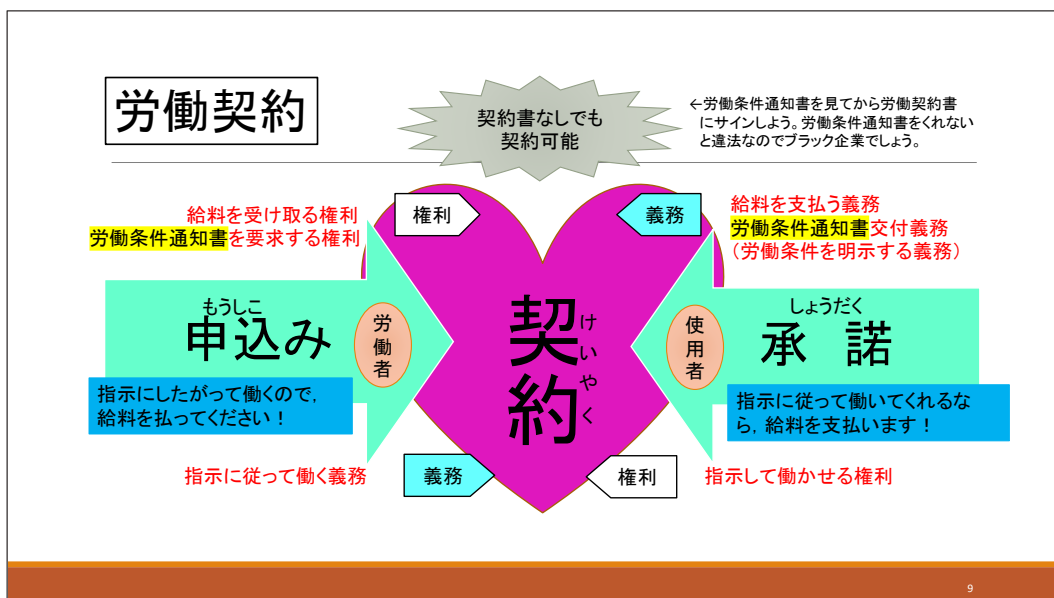 労働契約
契約書なしでも
契約可能
←労働条件通知書を見てから労働契約書
にサインしよう。労働条件通知書をくれない
と違法なのでブラック企業でしょう。
給料を受け取る権利
労働条件通知書を要求する権利
権利
義務
給料を支払う義務
労働条件通知書交付義務
（労働条件を明示する義務）
もうしこ
申込み
労働者
契約
けいやく
使用者
しょうだく
承諾
指示にしたがって働くので，
給料を払ってください！
指示に従って働いてくれるな
ら，給料を支払います！
指示に従って働く義務
義務
権利
指示して働かせる権利
9